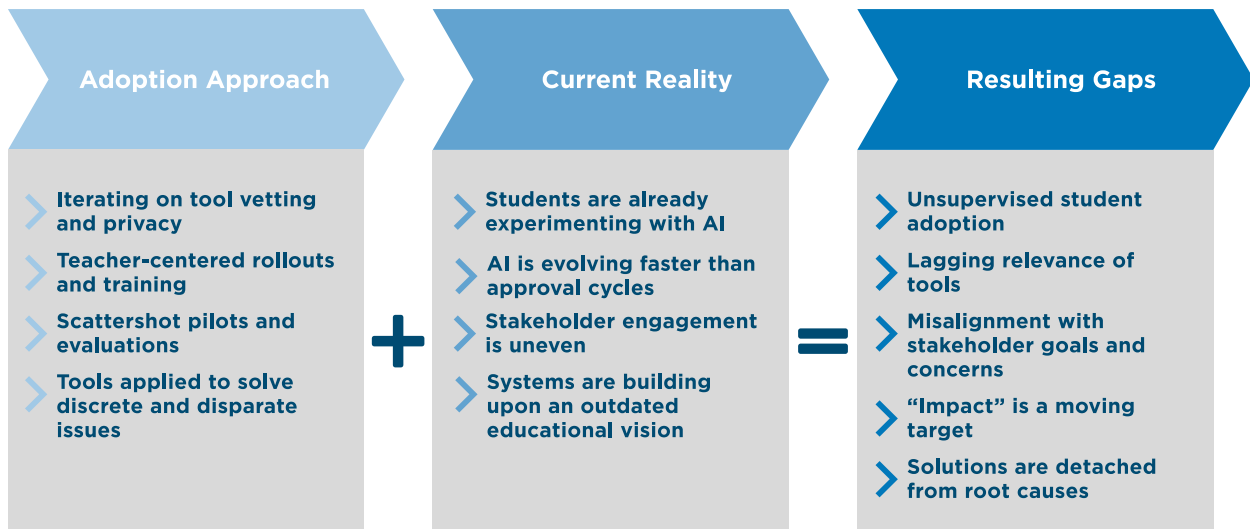 Adoption Approach
Iterating on tool vetting
and privacy
Teacher-centered rollouts
and training
Scattershot pilots and
evaluations
Tools applied to solve
discrete and disparate
issues
+
Current Reality
Students are already
experimenting with AI
AI is evolving faster than
approval cycles
Stakeholder engagement
is uneven
Systems are building
upon an outdated
educational vision
=
Resulting Gaps
Unsupervised student
adoption
Lagging relevance of
tools
Misalignment with
stakeholder goals and
concerns
“Impact” is a moving
target
Solutions are detached
from root causes